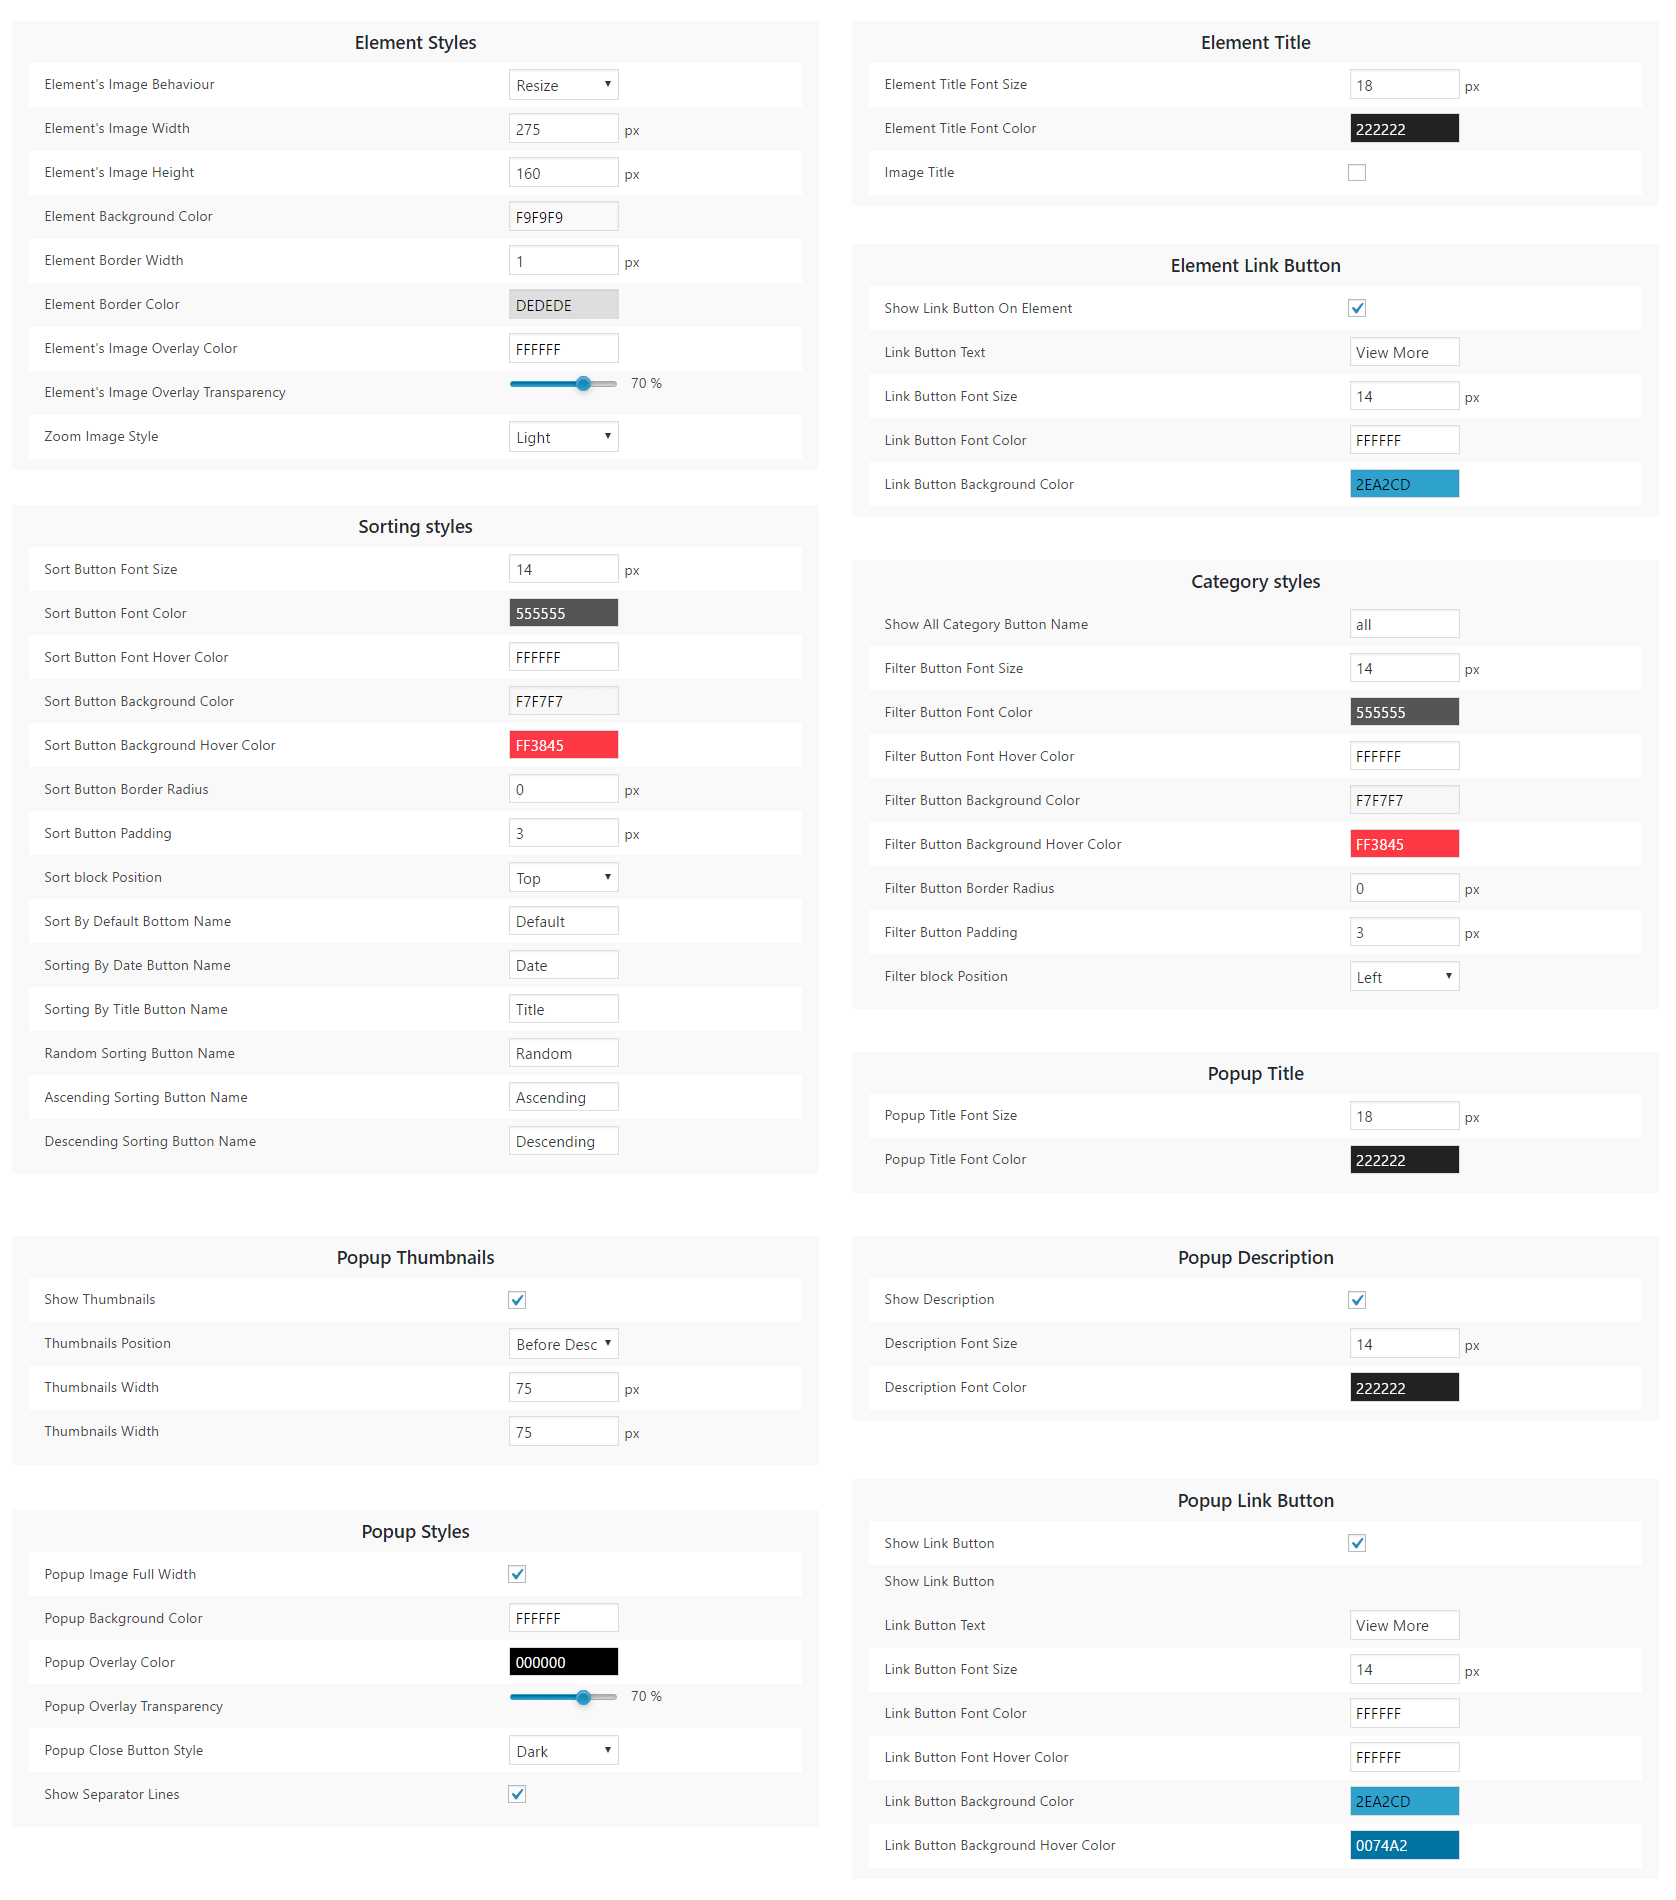 Element Styles
Element's Image Behaviour Resize
Element's Image Width 275 px
Element's Image Height 160 px
Element Background Color F9F9F9
Element Border Width 1 px
Element Border Color DEDEDE
Element's Image Overlay Color FFFFFF
Element's Image Overlay Transparency 70 %
Zoom Image Style Light
Sorting styles
Sort Button Font Size 14 px
Sort Button Font Color 555555
Sort Button Font Hover Color FFFFFF
Sort Button Background Color F7F7F7
Sort Button Background Hover Color FF3845
Sort Button Border Radius 0 px
Sort Button Padding 3 px
Sort block Position Top
Sort By Default Bottom Name Default
Sorting By Date Button Name Date
Sorting By Title Button Name Title
Random Sorting Button Name Random
Ascending Sorting Button Name Ascending
Descending Sorting Button Name Descending
Popup Thumbnails
Show Thumbnails
Thumbnails Position Before Desc
Thumbnails Width 75 px
Thumbnails Width 75 px
Popup Styles
Popup Image Full Width
Popup Background Color FFFFFF
Popup Overlay Color 000000
Popup Overlay Transparency 70 %
Popup Close Button Style Dark
Show Separator Lines
Element Title
Element Title Font Size 18 px
Element Title Font Color 222222
Image Title
Element Link Button
Show Link Button On Element
Link Button Text View More
Link Button Font Size 14 px
Link Button Font Color FFFFFF
Link Button Background Color 2EA2CD
Category styles
Show All Category Button Name all
Filter Button Font Size 14 px
Filter Button Font Color 555555
Filter Button Font Hover Color FFFFFF
Filter Button Background Color F7F7F7
Filter Button Background Hover Color FF3845
Filter Button Border Radius 0 px
Filter Button Padding 3 px
Filter block Position Left
Popup Title
Popup Title Font Size 18 px
Popup Title Font Color 222222
Popup Description
Show Description
Description Font Size 14 px
Description Font Color 222222
Popup Link Button
Show Link Button
Show Link Button
Link Button Text View More
Link Button Font Size 14 px
Link Button Font Color FFFFFF
Link Button Font Hover Color FFFFFF
Link Button Background Color 2EA2CD
Link Button Background Hover Color 0074A2